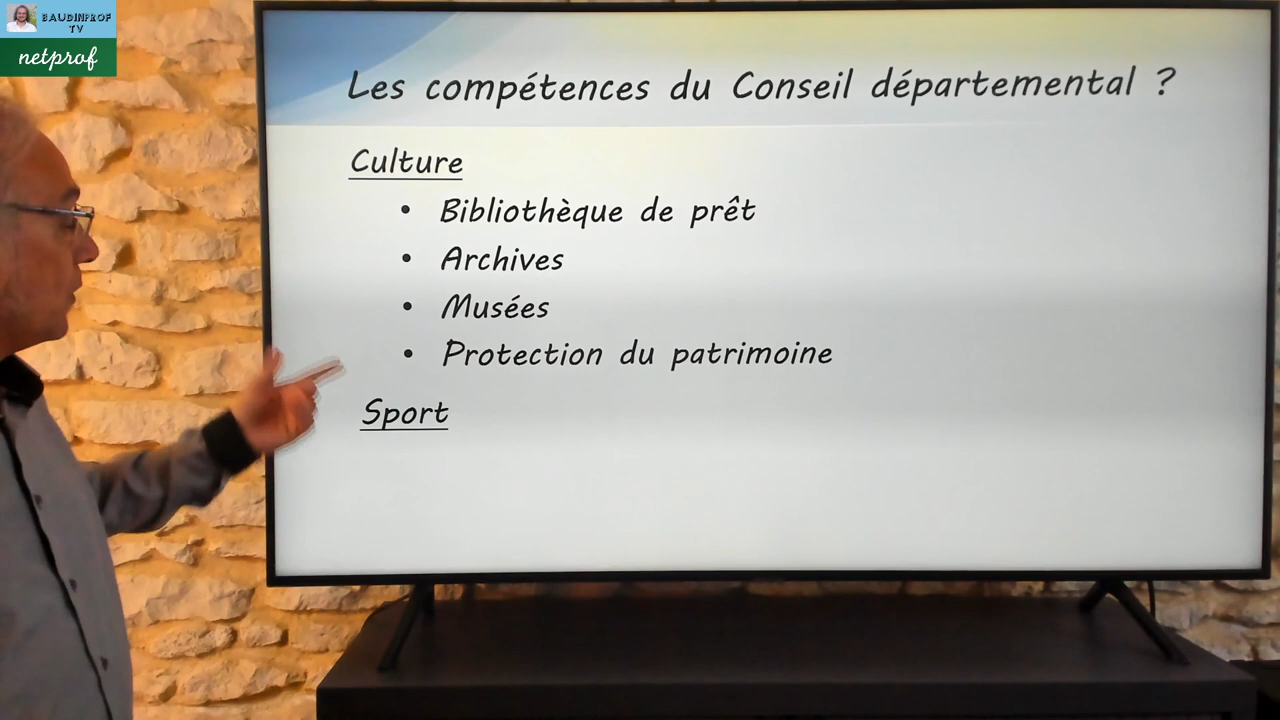 BAUDINPROF
TV
netprof
Les compétences du Conseil départemental ?
Culture
• Bibliothèque de prêt
• Archives
• Musées
• Protection du patrimoine
Sport